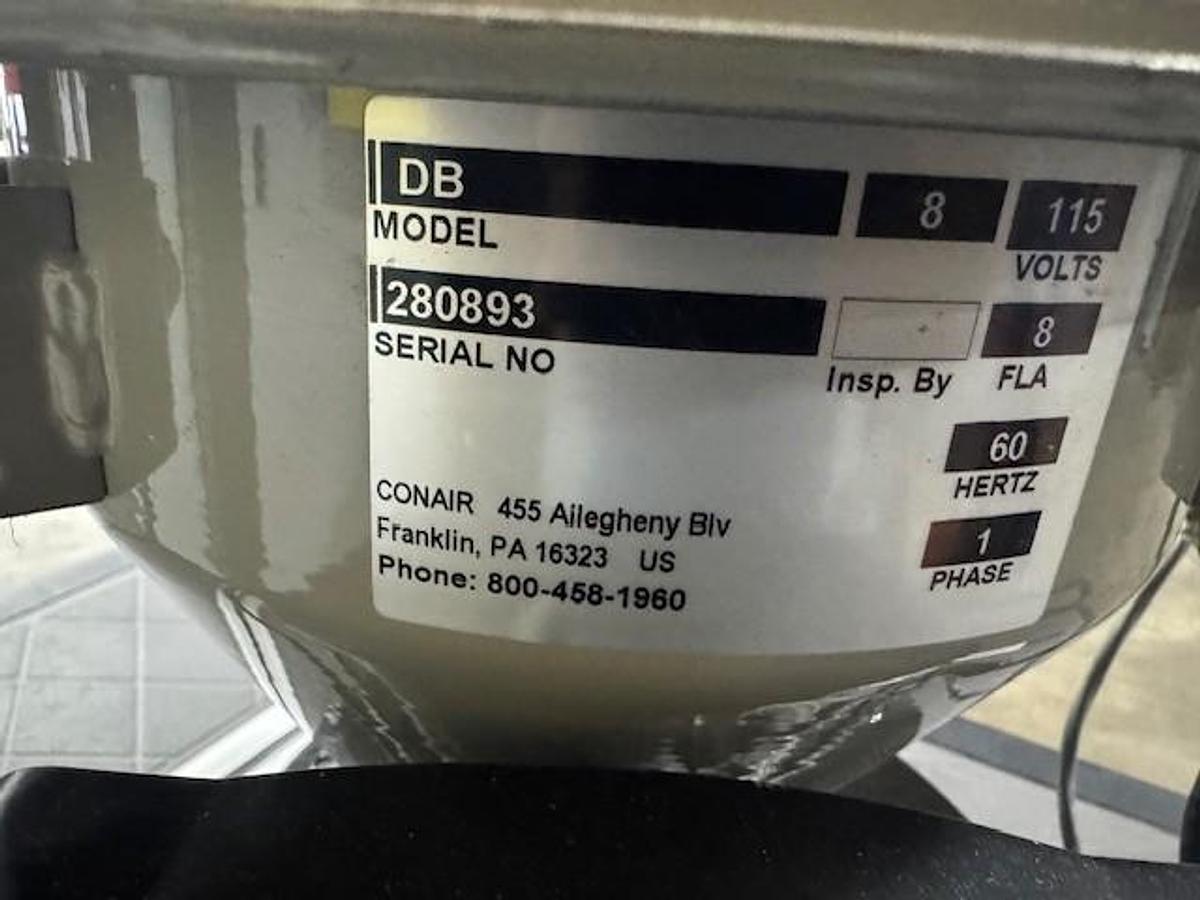 DB 8 115
MODEL VOLTS
280893 8
SERIAL NO Insp. By FLA
60
HERTZ
CONAIR 455 Allegheny Blv
Franklin, PA 16323 US
Phone: 800-458-1960
1
PHASE